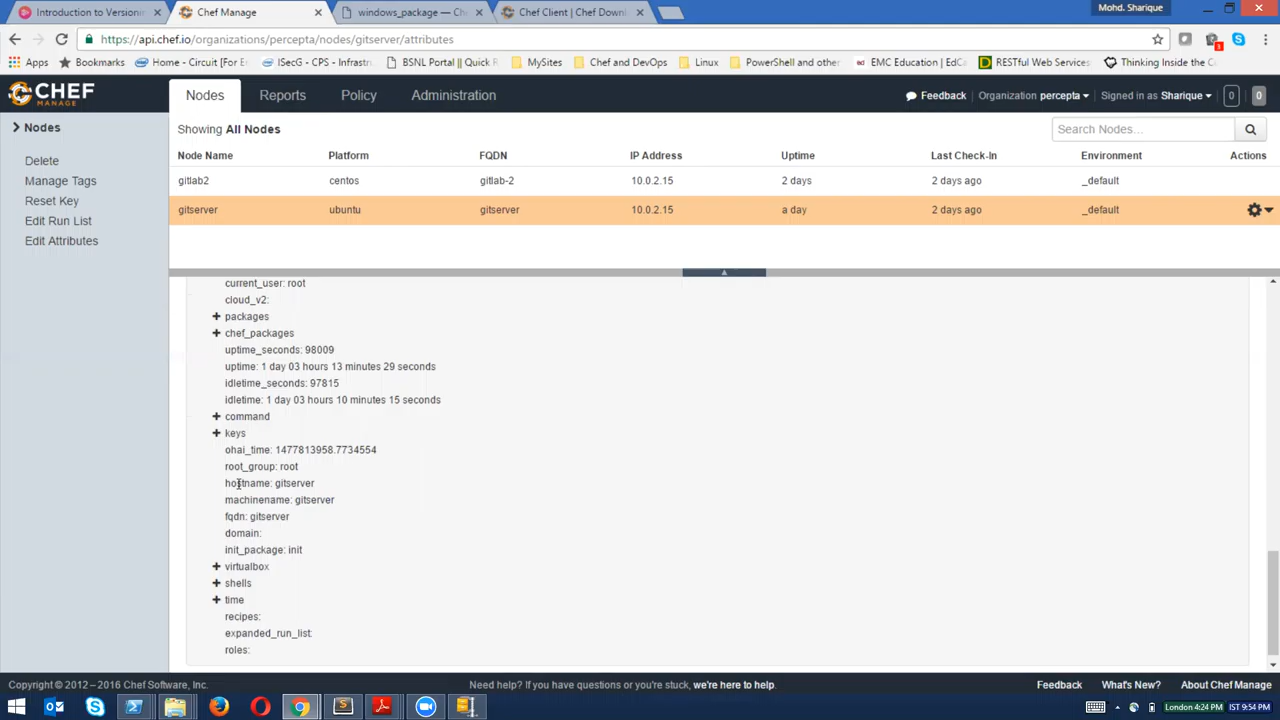 Introduction to Versionin
Chef Manage
windows_package — Ch
Chef Client | Chef Down
Mohd. Sharique
https://api.chef.io/organizations/percepta/nodes/gitserver/attributes
Apps
Bookmarks
Home - Circuit [For E
ISecG - CPS - Infrastru
BSNL Portal || Quick R
MySites
Chef and DevOps
Linux
PowerShell and other
EMC Education | EdCa
RESTful Web Services
Thinking Inside the C
CHEF
MANAGE
Nodes
Reports
Policy
Administration
Feedback
Organization percepta
Signed in as Sharique
0
0
Nodes
Delete
Manage Tags
Reset Key
Edit Run List
Edit Attributes
Showing All Nodes
Search Nodes...
Node Name Platform FQDN IP Address Uptime Last Check-In Environment Actions
gitlab2 centos gitlab-2 10.0.2.15 2 days 2 days ago _default
gitserver ubuntu gitserver 10.0.2.15 a day 2 days ago _default
current_user: root
cloud_v2:
packages
chef_packages
uptime_seconds: 98009
uptime: 1 day 03 hours 13 minutes 29 seconds
idletime_seconds: 97815
idletime: 1 day 03 hours 10 minutes 15 seconds
command
keys
ohai_time: 1477813958.7734554
root_group: root
hostname: gitserver
machinename: gitserver
fqdn: gitserver
domain:
init_package: init
virtualbox
shells
time
recipes:
expanded_run_list:
roles:
Copyright © 2012 – 2016 Chef Software, Inc.
Need help? If you have questions or you're stuck, we're here to help.
Feedback
What's New?
About Chef Manage
London 4:24 PM
IST 9:54 PM